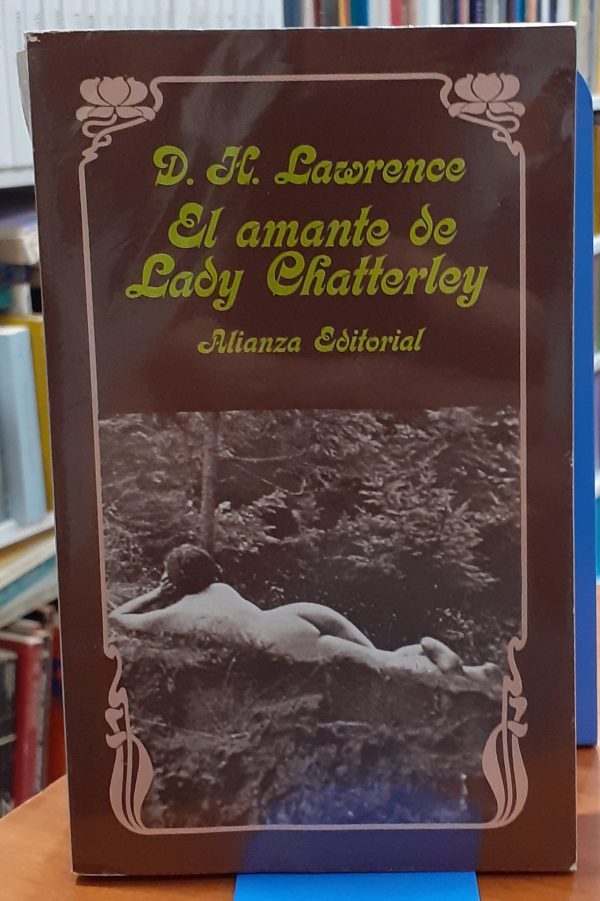 D. H. Lawrence
El amante de
Lady Chatterley
Alianza Editorial